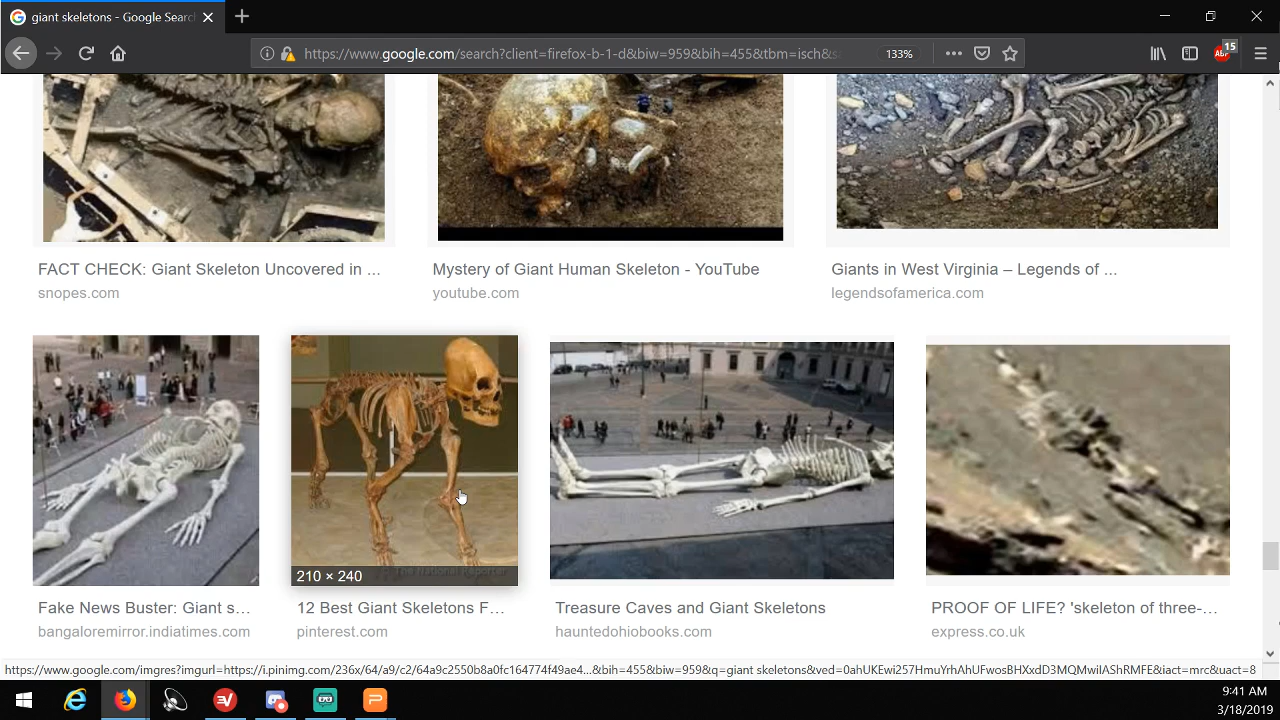 giant skeletons - Google Searc
https://www.google.com/search?client=firefox-b-1-d&biw=959&bih=455&tbm=isch&s
133%
ABP
15
FACT CHECK: Giant Skeleton Uncovered in ...
snopes.com
Mystery of Giant Human Skeleton - YouTube
youtube.com
Giants in West Virginia – Legends of ...
legendsofamerica.com
210 × 240
Fake News Buster: Giant s...
bangaloremirror.indiatimes.com
12 Best Giant Skeletons F...
pinterest.com
Treasure Caves and Giant Skeletons
hauntedohiobooks.com
PROOF OF LIFE? 'skeleton of three-...
express.co.uk
https://www.google.com/imgres?imgurl=https://i.pinimg.com/236x/64/a9/c2/64a9c2550b8a0fc164774f49ae4...&bih=455&biw=959&q=giant skeletons&ved=0ahUKEwi257HmuYrhAhUFwosBHXxdD3MQMwiIAShRMFE&iact=mrc&uact=8
9:41 AM
3/18/2019